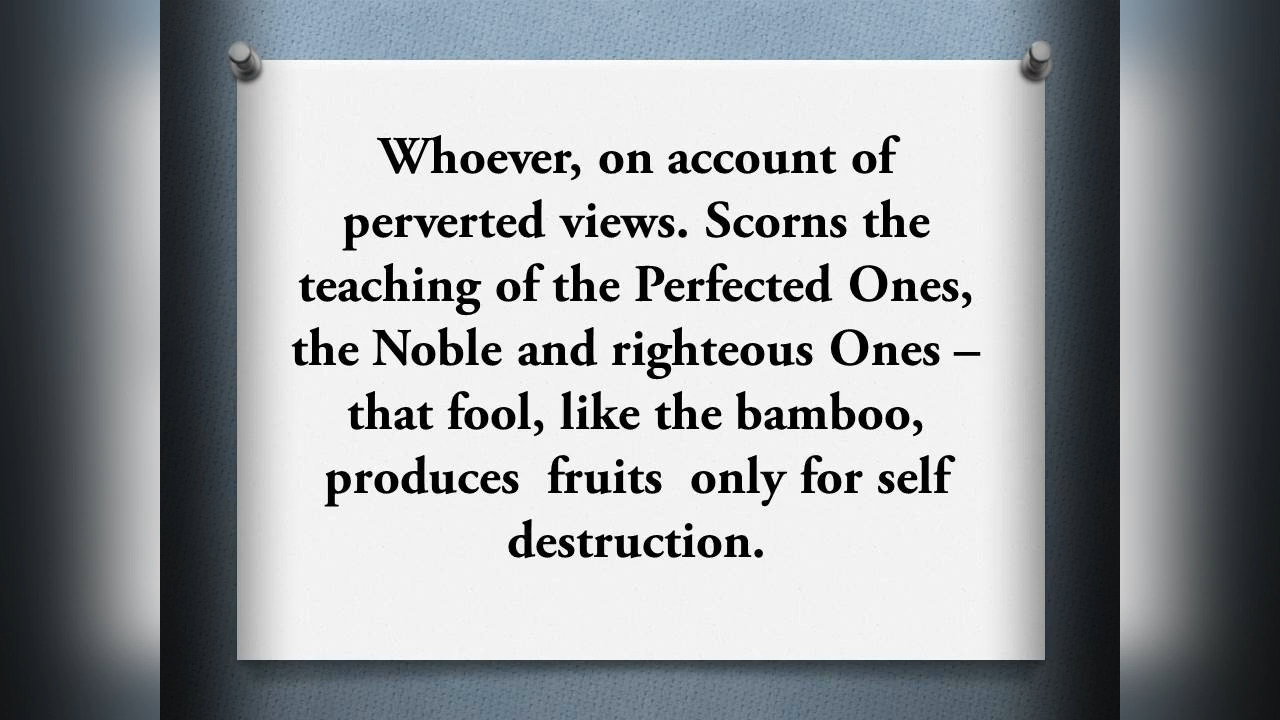 Whoever, on account of
perverted views. Scorns the
teaching of the Perfected Ones,
the Noble and righteous Ones –
that fool, like the bamboo,
produces  fruits  only for self
destruction.